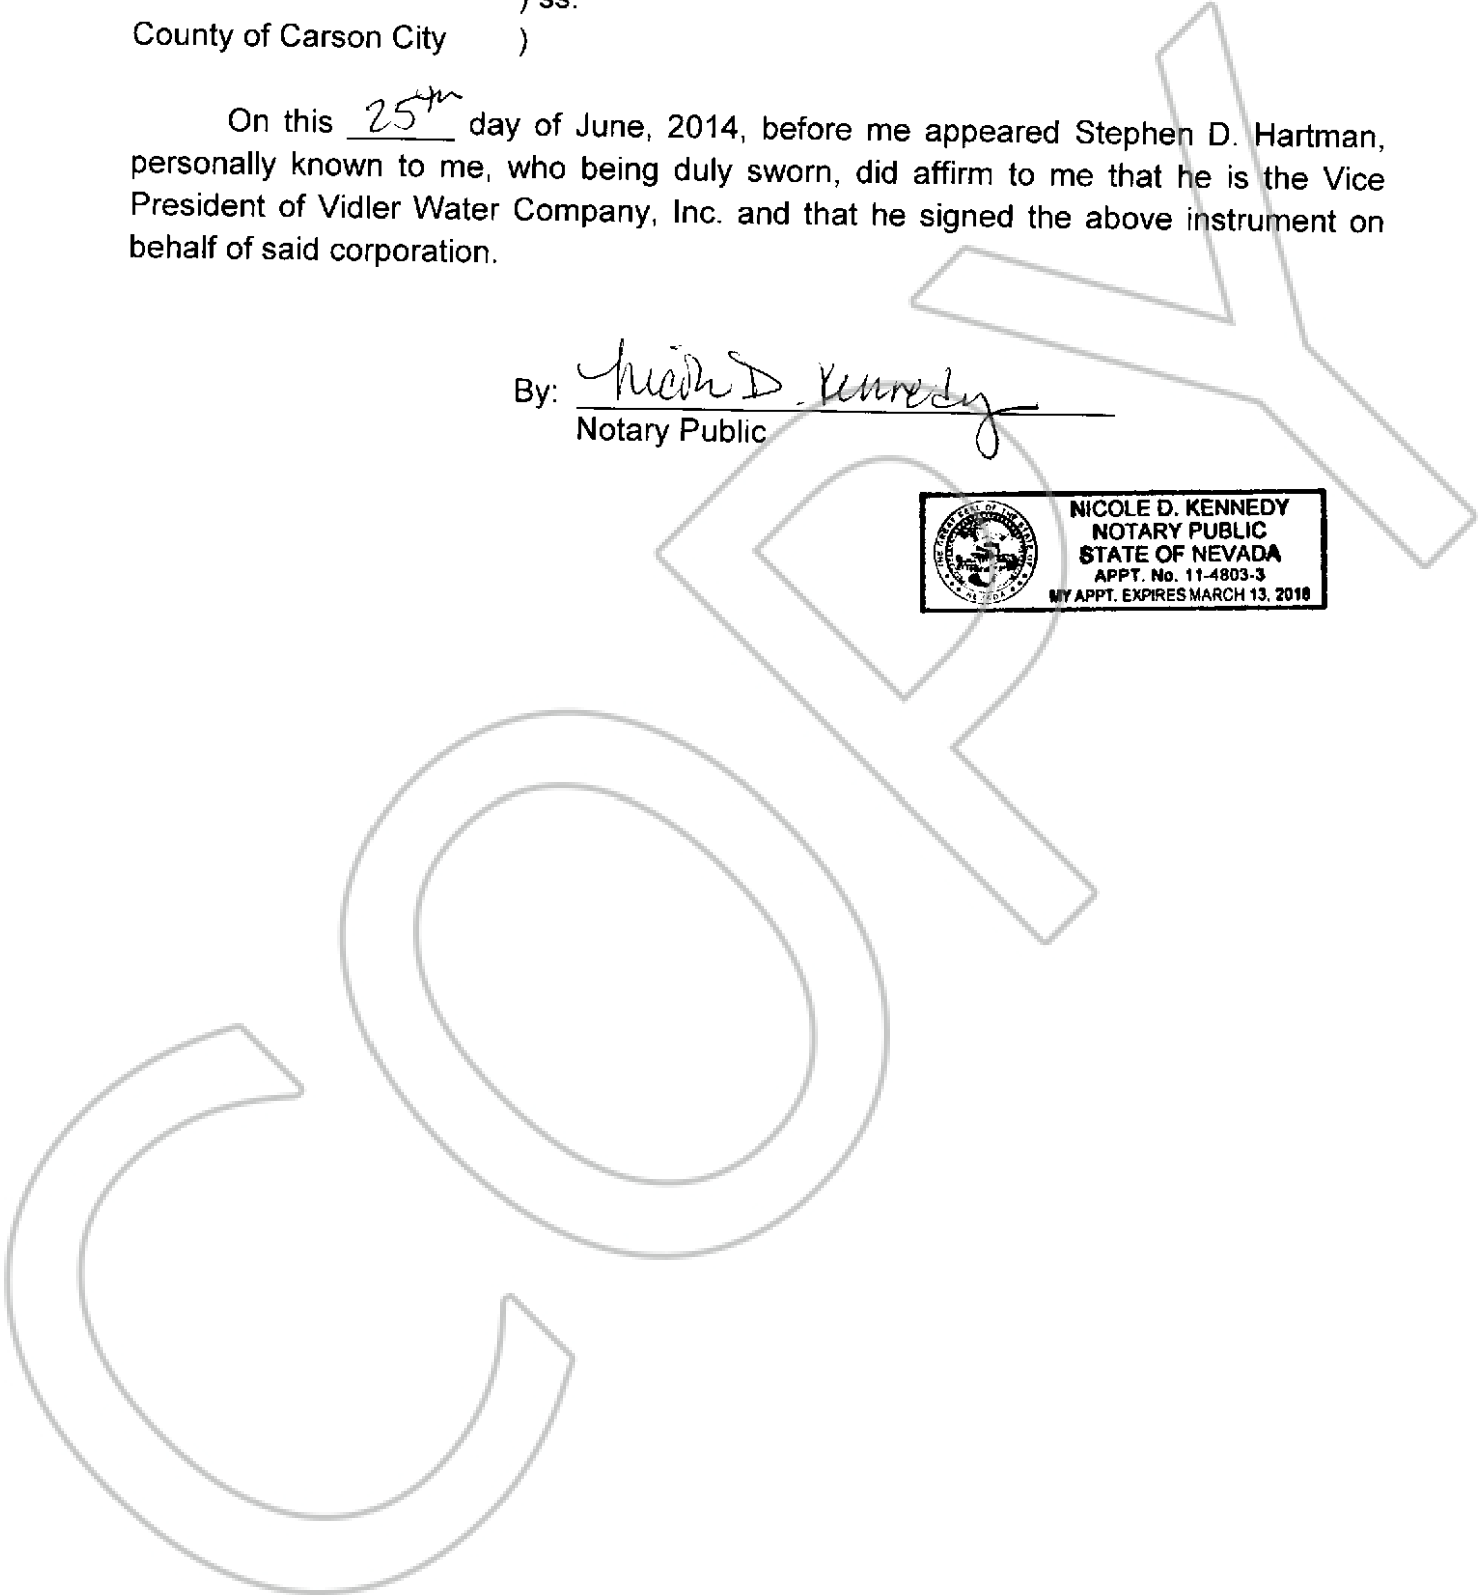 ) ss.
County of Carson City )
On this 25th day of June, 2014, before me appeared Stephen D. Hartman,
personally known to me, who being duly sworn, did affirm to me that he is the Vice
President of Vidler Water Company, Inc. and that he signed the above instrument on
behalf of said corporation.
By: Nicole D. Kennedy
Notary Public
NICOLE D. KENNEDY
NOTARY PUBLIC
STATE OF NEVADA
APPT. No. 11-4803-3
MY APPT. EXPIRES MARCH 13,
COPY